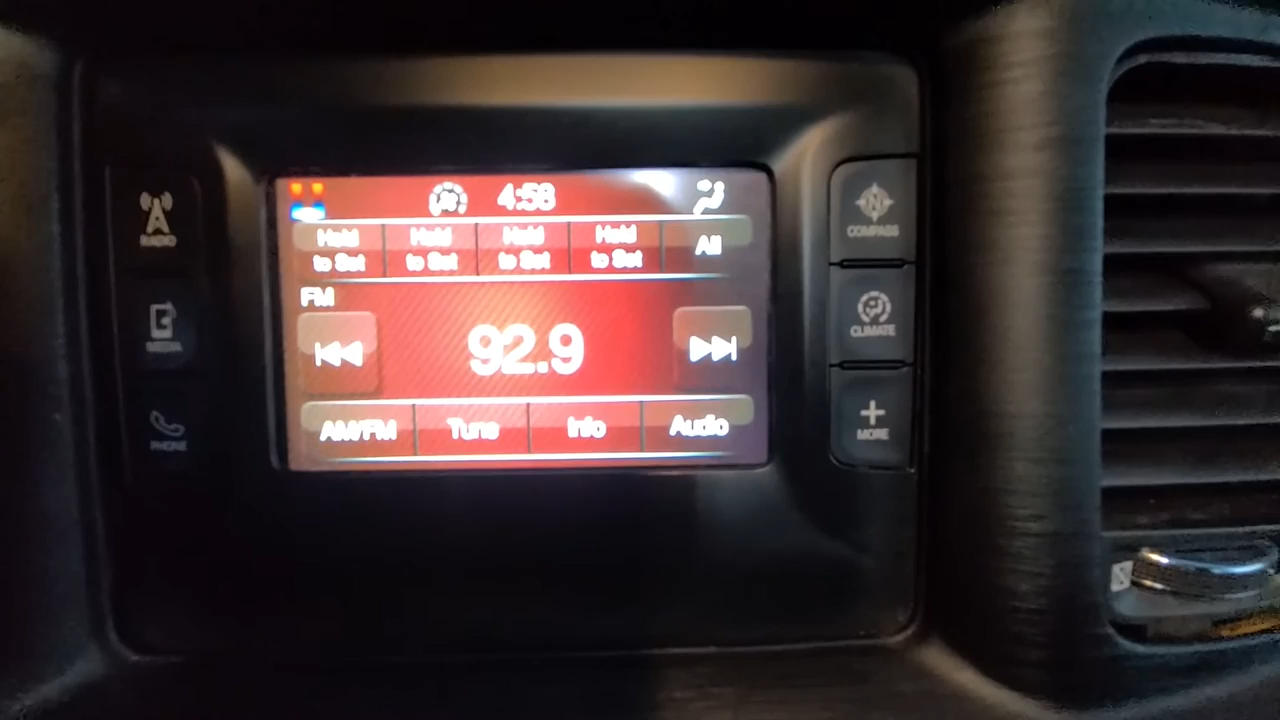 4:58
Hold to Set
Hold to Set
Hold to Set
Hold to Set
All
FM
92.9
AM/FM
Tune
Info
Audio
RADIO
MEDIA
PHONE
N
COMPASS
CLIMATE
MORE